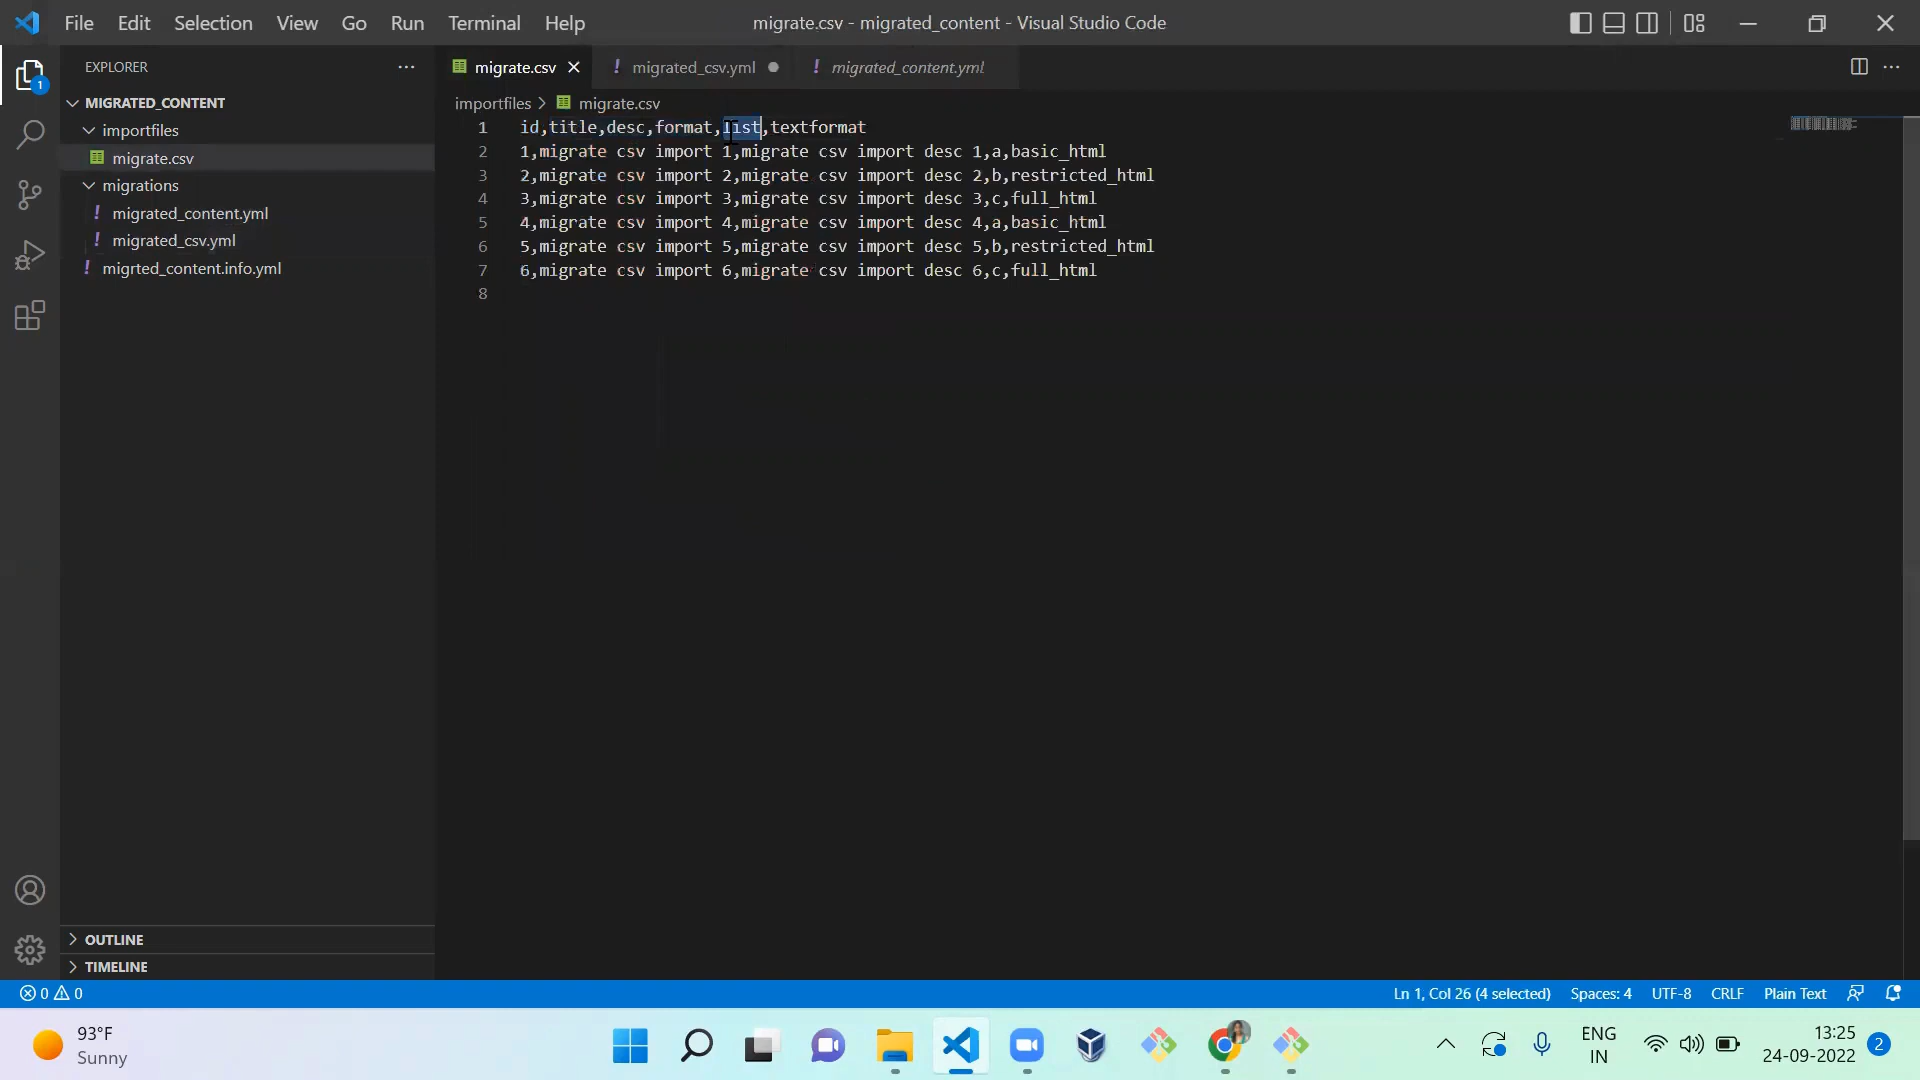 File Edit Selection View Go Run Terminal Help
migrate.csv - migrated_content - Visual Studio Code
EXPLORER
migrate.csv
migrated_csv.yml
migrated_content.yml
MIGRATED_CONTENT
importfiles
migrate.csv
migrations
migrated_content.yml
migrated_csv.yml
migrted_content.info.yml
OUTLINE
TIMELINE
1
importfiles > migrate.csv
1 id,title,desc,format,list,textformat
2 1,migrate csv import 1,migrate csv import desc 1,a,basic_html
3 2,migrate csv import 2,migrate csv import desc 2,b,restricted_html
4 3,migrate csv import 3,migrate csv import desc 3,c,full_html
5 4,migrate csv import 4,migrate csv import desc 4,a,basic_html
6 5,migrate csv import 5,migrate csv import desc 5,b,restricted_html
7 6,migrate csv import 6,migrate csv import desc 6,c,full_html
8
0 0
Ln 1, Col 26 (4 selected) Spaces: 4 UTF-8 CRLF Plain Text
93°F
Sunny
ENG
IN
13:25
24-09-2022
2